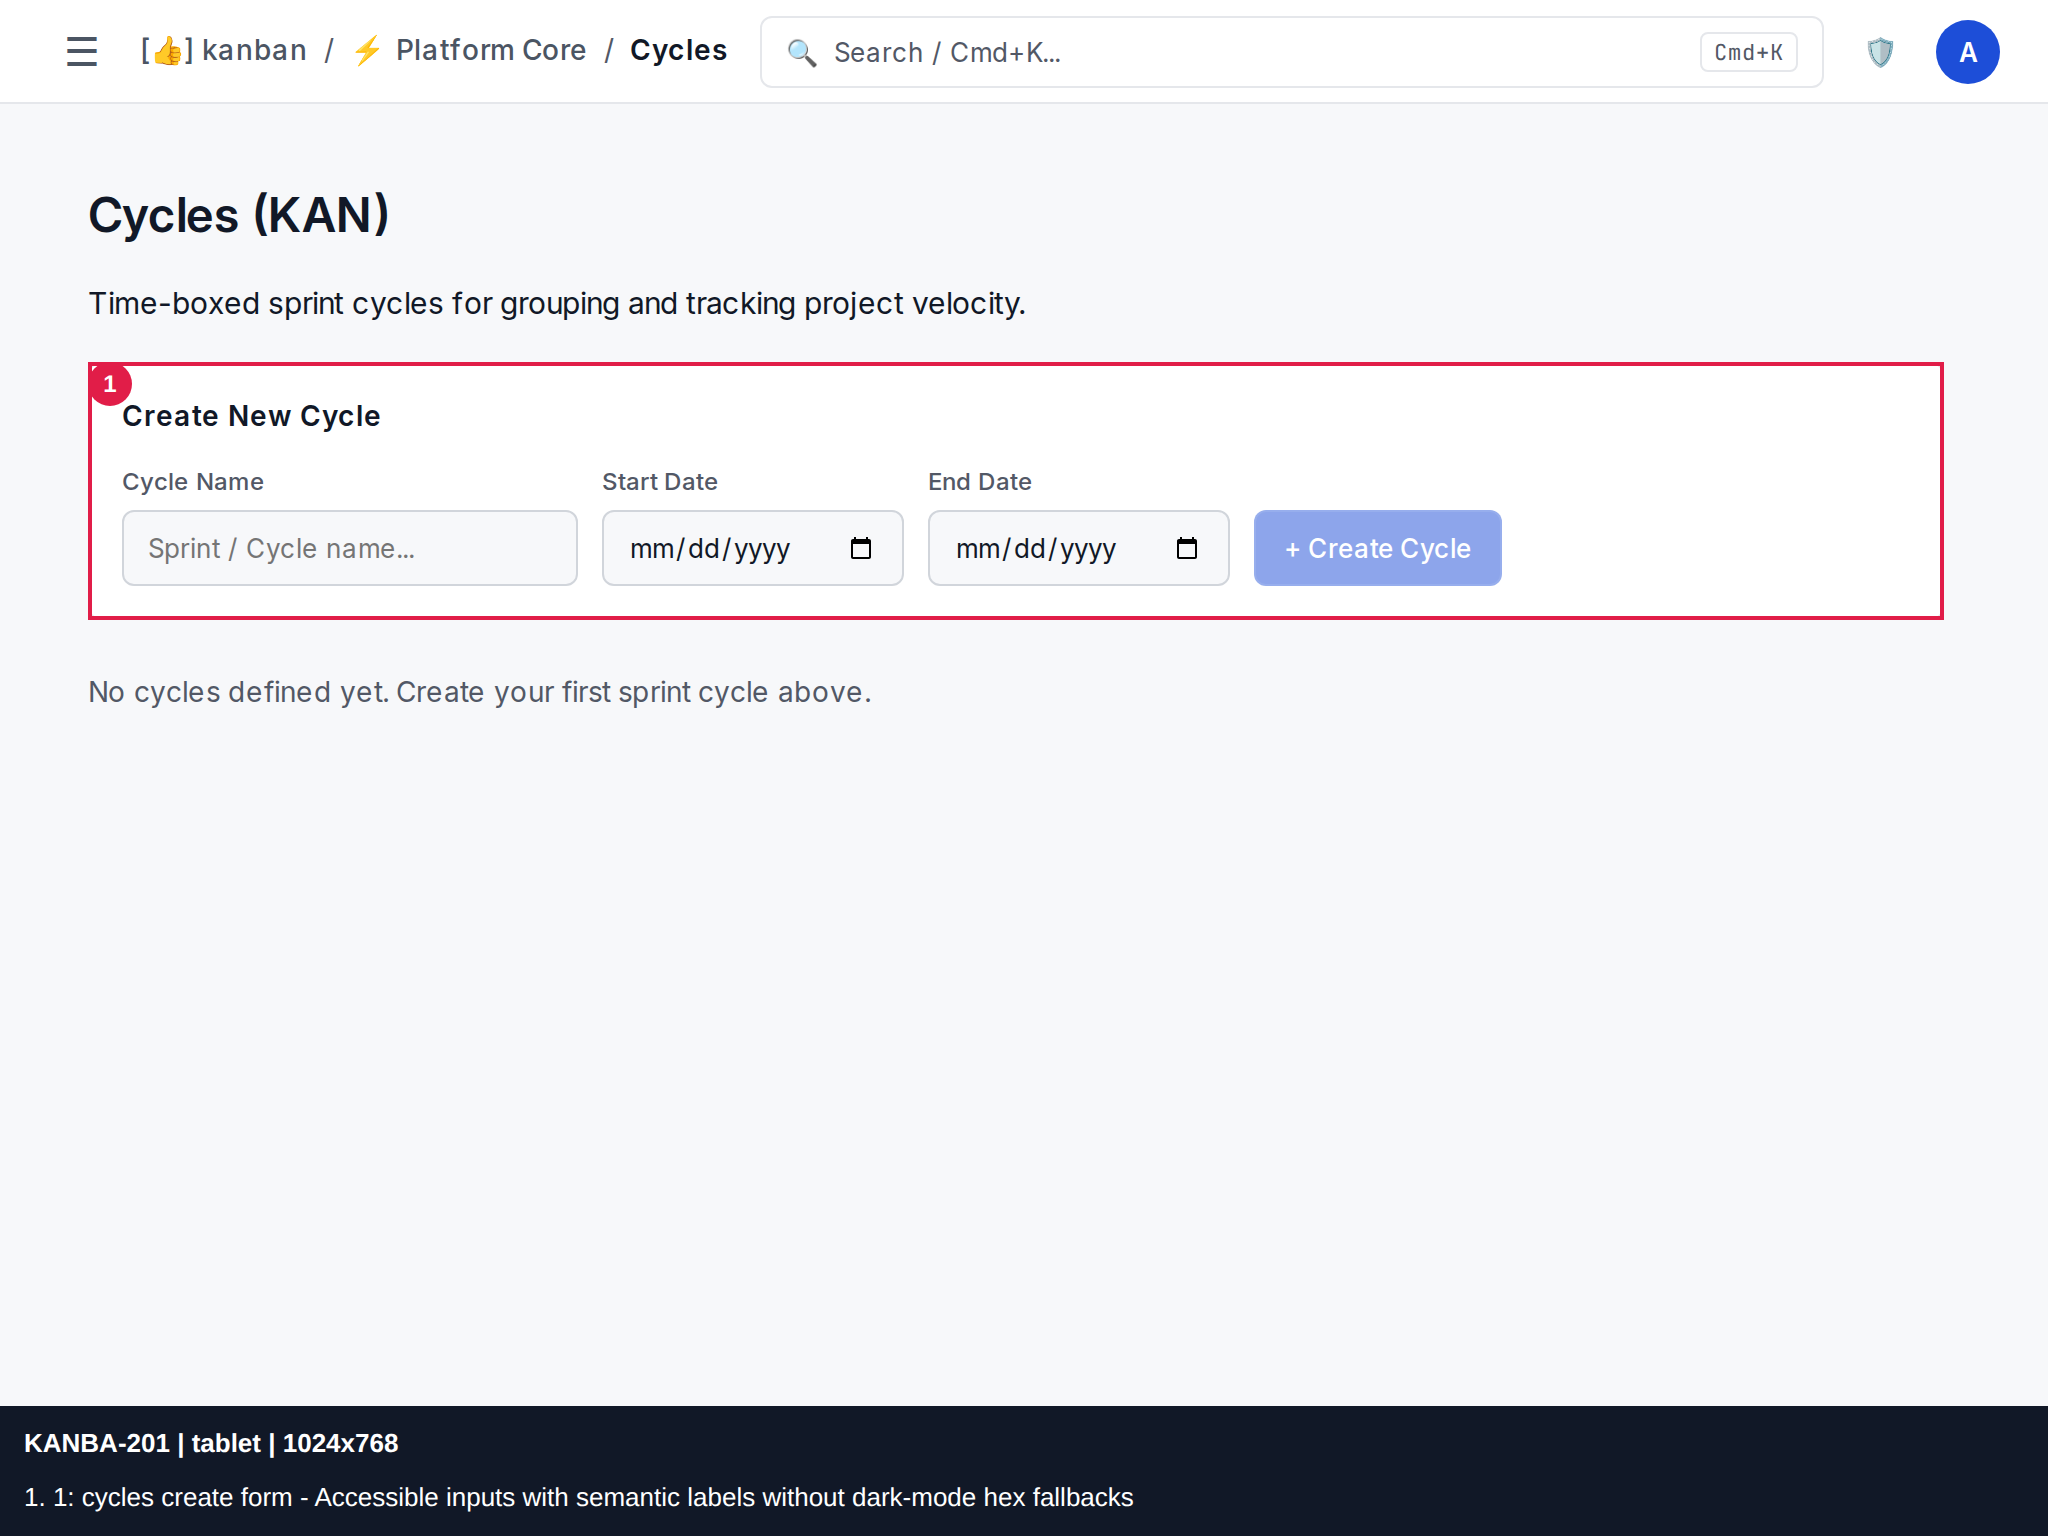 ☰ [👍] kanban / ⚡ Platform Core / Cycles 🔍 Search / Cmd+K... Cmd+K 🛡️ A
Cycles (KAN)
Time-boxed sprint cycles for grouping and tracking project velocity.
1
Create New Cycle
Cycle Name Start Date End Date
Sprint / Cycle name... mm/dd/yyyy mm/dd/yyyy + Create Cycle
No cycles defined yet. Create your first sprint cycle above.
KANBA-201 | tablet | 1024x768
1. 1: cycles create form - Accessible inputs with semantic labels without dark-mode hex fallbacks